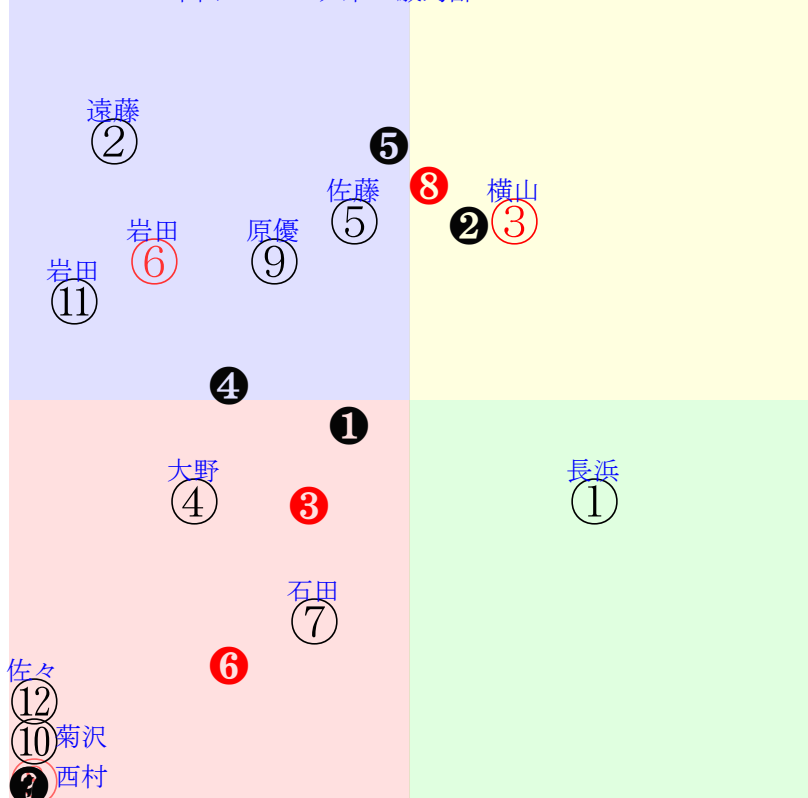 遠藤
②
❺
佐藤
⑤
❽
横山
③
❷
岩田
⑥
原優
⑨
岩田
⑪
❹
❶
大野
④
❸
長浜
①
石田
⑦
❻
佐々
⑫
⑩菊沢
?
西村